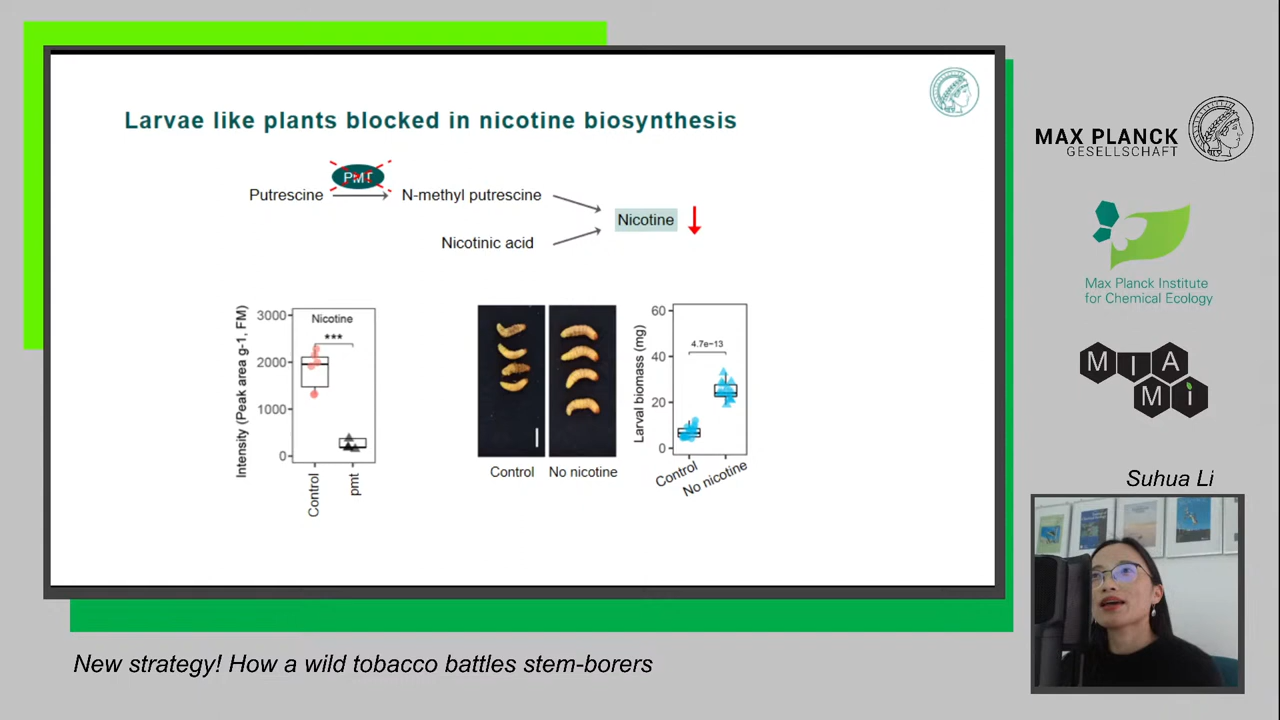 Larvae like plants blocked in nicotine biosynthesis
PMT
Putrescine
N-methyl putrescine
Nicotine
Nicotinic acid
Intensity (Peak area g-1, FM)
3000
2000
1000
0
Nicotine
***
Control
pmt
Control
No nicotine
Larval biomass (mg)
60
40
20
0
4.7e−13
Control
No nicotine
MAX PLANCK
GESELLSCHAFT
Max Planck Institute
for Chemical Ecology
M I A
M i
Suhua Li
New strategy! How a wild tobacco battles stem-borers